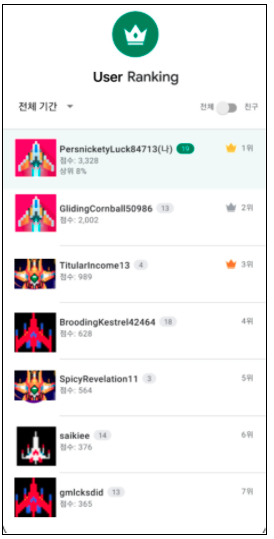 User Ranking
전체 기간
전체 친구
PersnicketyLuck84713(나) 19 1위
점수: 3,328
상위 8%
GlidingCornball50986 13 2위
점수: 2,002
TitularIncome13 4 3위
점수: 989
BroodingKestrel42464 18 4위
점수: 628
SpicyRevelation11 3 5위
점수: 564
saikiee 14 6위
점수: 376
gmlcksdid 13 7위
점수: 365